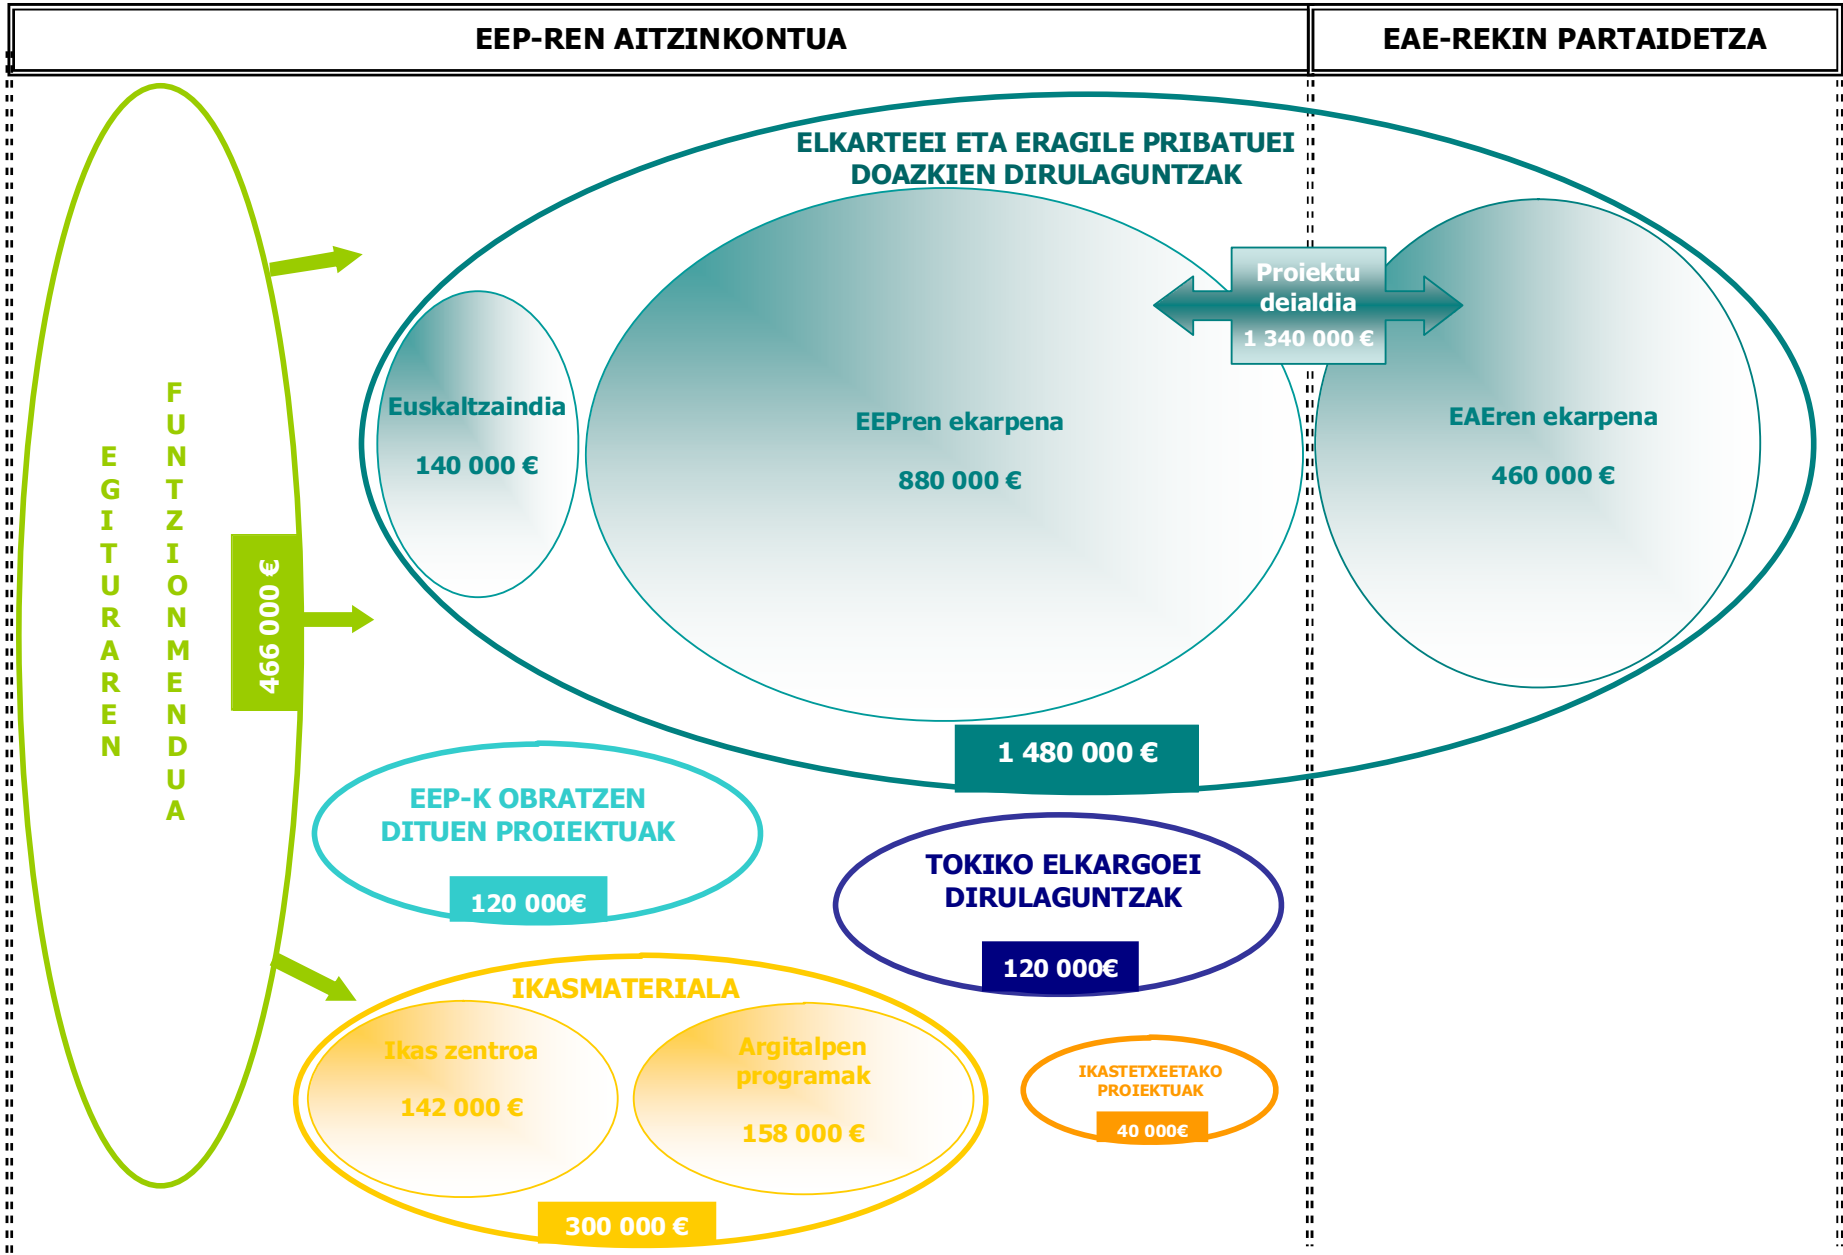 EEP-REN AITZINKONTUA
EAE-REKIN PARTAIDETZA
EGITURAREN
FUNTZIONMENDUA
466 000 €
ELKARTEEI ETA ERAGILE PRIBATUEI
DOAZKIEN DIRULAGUNTZAK
Euskaltzaindia
140 000 €
EEPren ekarpena
880 000 €
Proiektu
deialdia
1 340 000 €
EAEren ekarpena
460 000 €
1 480 000 €
EEP-K OBRATZEN
DITUEN PROIEKTUAK
120 000€
TOKIKO ELKARGOEI
DIRULAGUNTZAK
120 000€
IKASMATERIALA
Ikas zentroa
142 000 €
Argitalpen
programak
158 000 €
300 000 €
IKASTETXEETAKO
PROIEKTUAK
40 000€